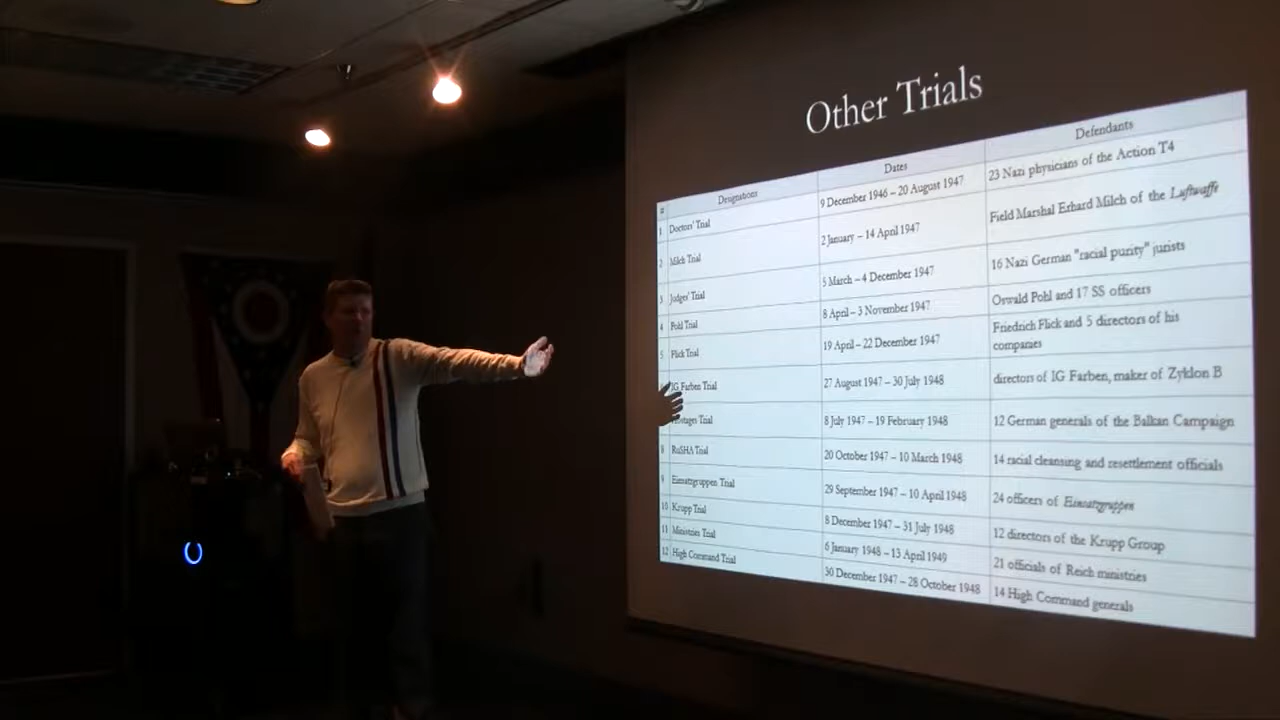 Other Trials
# Designations Dates Defendants
1 Doctors' Trial 9 December 1946 – 20 August 1947 23 Nazi physicians of the Action T4
2 Milch Trial 2 January – 14 April 1947 Field Marshal Erhard Milch of the Luftwaffe
3 Judges' Trial 5 March – 4 December 1947 16 Nazi German "racial purity" jurists
4 Pohl Trial 8 April – 3 November 1947 Oswald Pohl and 17 SS officers
5 Flick Trial 19 April – 22 December 1947 Friedrich Flick and 5 directors of his
companies
IG Farben Trial 27 August 1947 – 30 July 1948 directors of IG Farben, maker of Zyklon B
Trial 8 July 1947 – 19 February 1948 12 German generals of the Balkan Campaign
8 RuSHA Trial 20 October 1947 – 10 March 1948 14 racial cleansing and resettlement officials
9 Einsatzgruppen Trial 29 September 1947 – 10 April 1948 24 officers of Einsatzgruppen
10 Krupp Trial 8 December 1947 – 31 July 1948 12 directors of the Krupp Group
11 Ministries Trial 6 January 1948 – 13 April 1949 21 officials of Reich ministries
12 High Command Trial 30 December 1947 – 28 October 1948 14 High Command generals